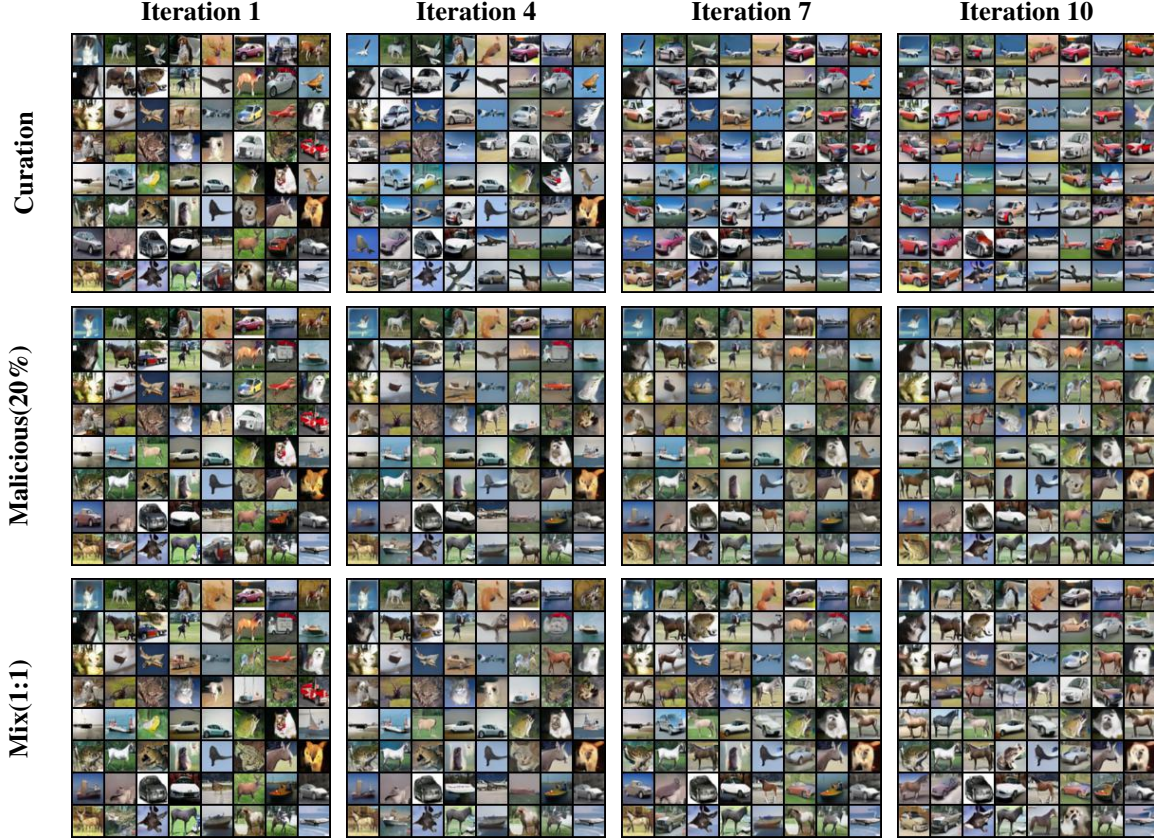 Iteration 1
Iteration 4
Iteration 7
Iteration 10
Curation
Malicious(20%)
Mix(1:1)